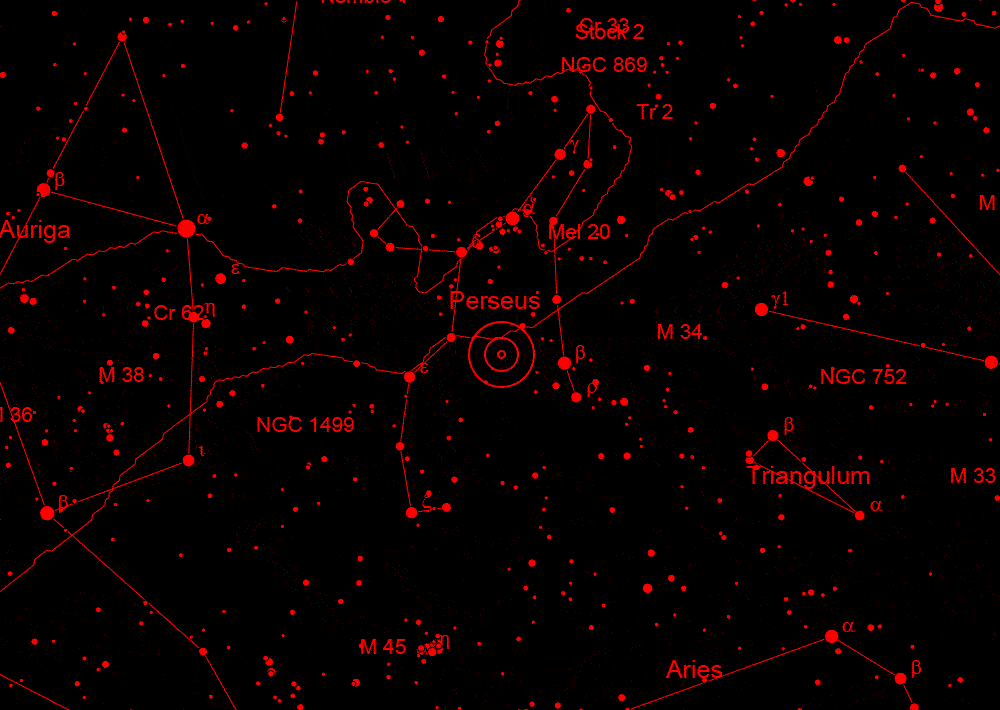 Cr 33
Stock 2
NGC 869
Tr 2
γ
β
α
Auriga
α
M
Mel 20
ε
Perseus
γ1
Cr 62
η
M 34
β
ε
M 38
NGC 752
ρ
36
NGC 1499
β
ι
Triangulum
M 33
β
ζ
α
α
M 45
η
Aries
β